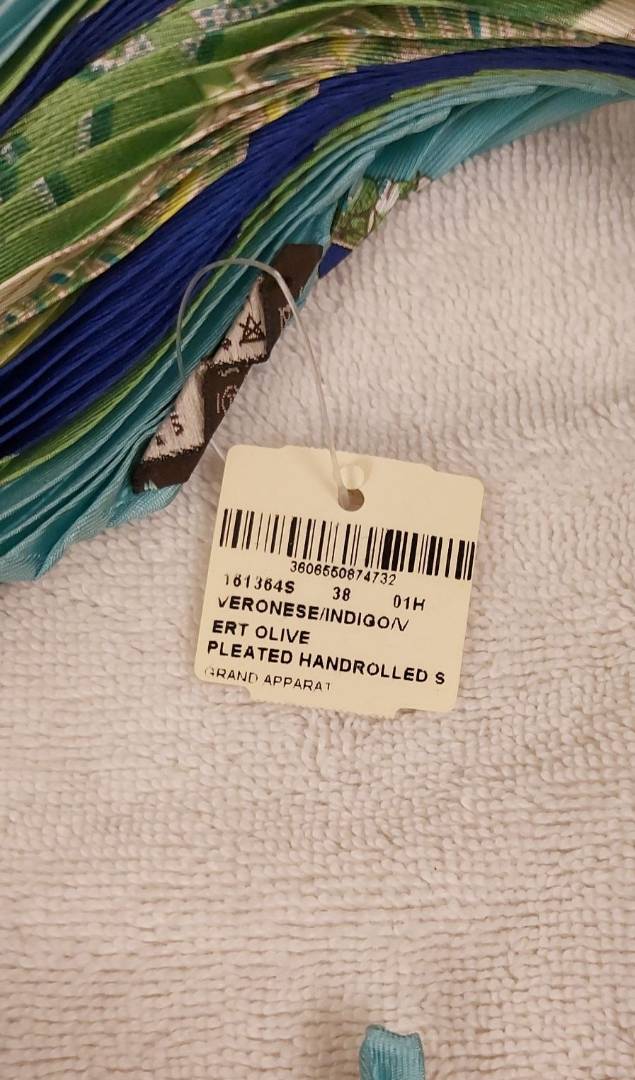 3606550874732
161364S 38 01H
VERONESE/INDIGO/V
ERT OLIVE
PLEATED HANDROLLED S
GRAND APPARAT